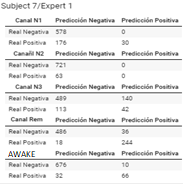 Subject 7/Expert 1
Canal N1 Predicción Negativa Predicción Positiva
Real Negativa 578 0
Real Positiva 176 30
Canal N2 Predicción Negativa Predicción Positiva
Real Negativa 721 0
Real Positiva 63 0
Canal N3 Predicción Negativa Predicción Positiva
Real Negativa 489 140
Real Positiva 113 42
Canal Rem Predicción Negativa Predicción Positiva
Real Negativa 486 36
Real Positiva 18 244
AWAKE Predicción Negativa Predicción Positiva
Real Negativa 676 10
Real Positiva 32 66